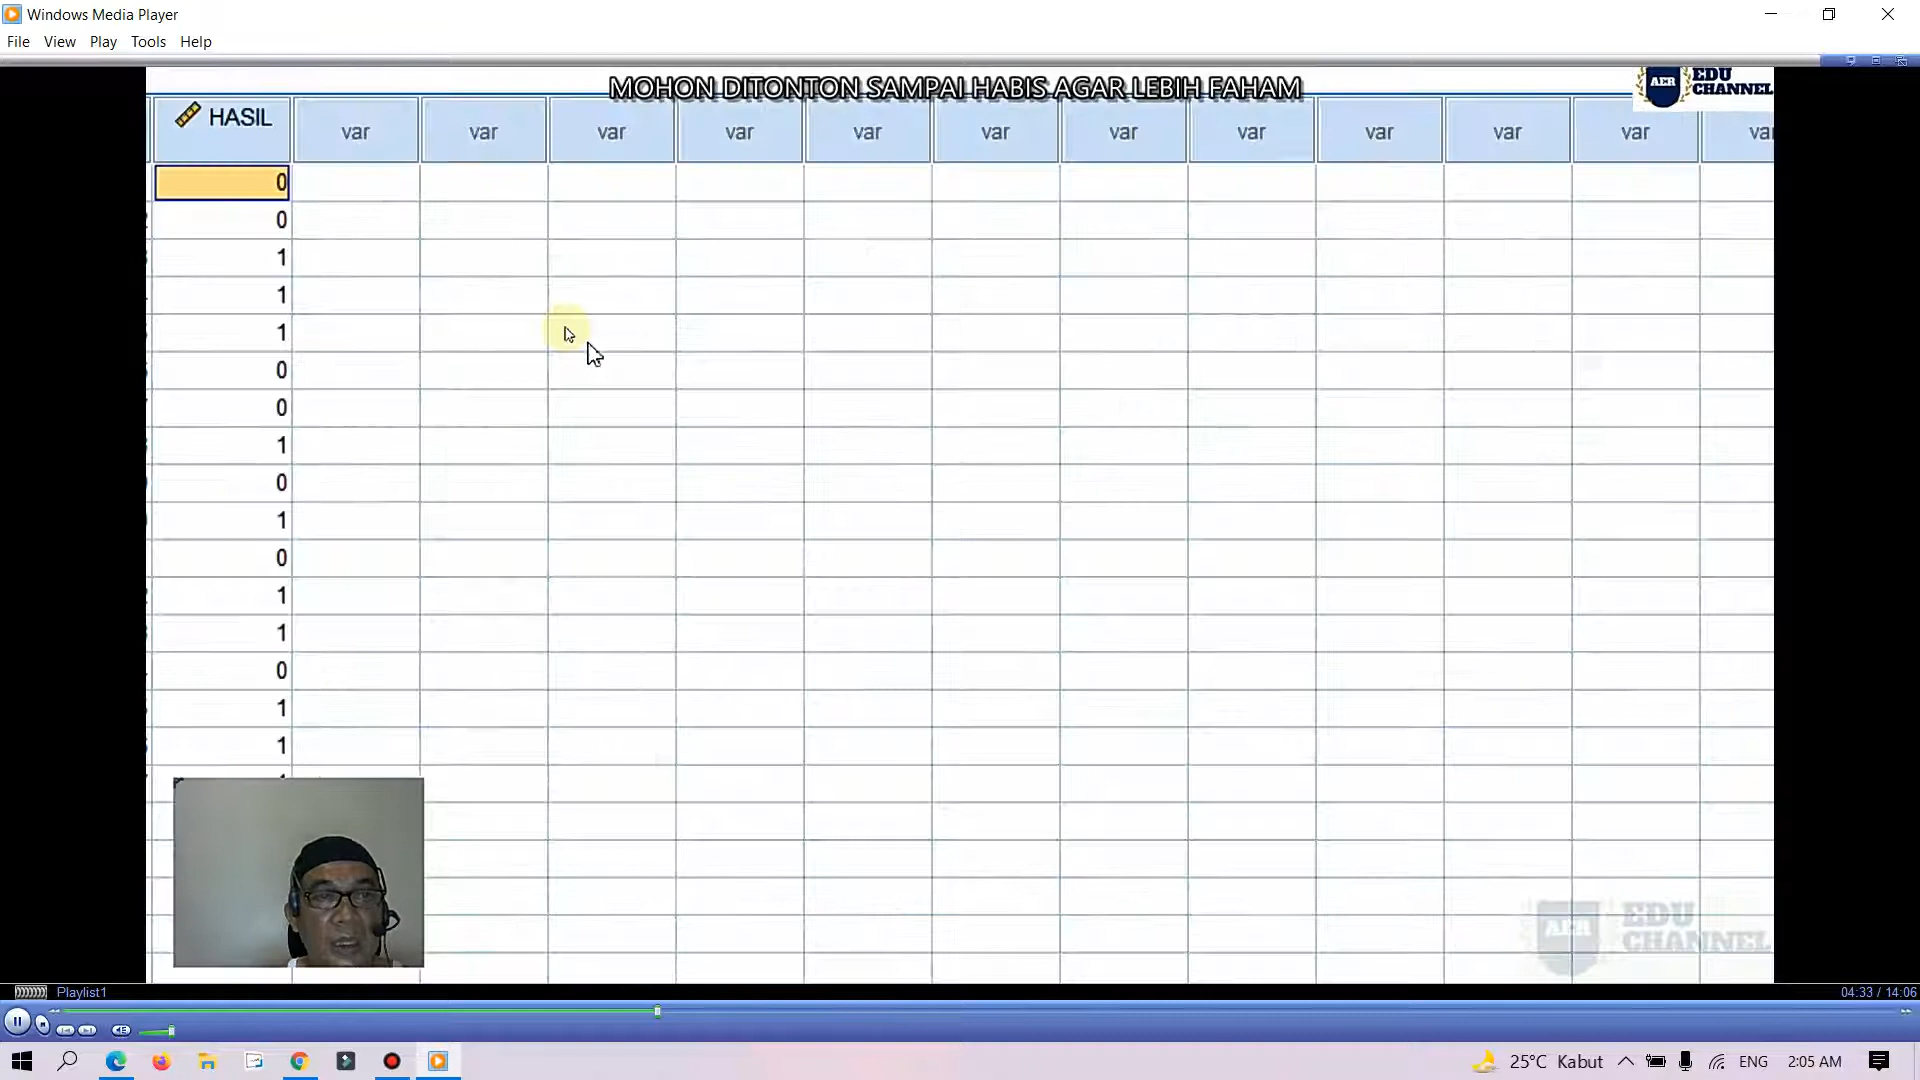 Windows Media Player
File View Play Tools Help
MOHON DITONTON SAMPAI HABIS AGAR LEBIH FAHAM
AER EDU CHANNEL
HASIL var var var var var var var var var var var
0
0
1
1
1
0
0
1
0
1
0
1
1
0
1
1
AER EDU CHANNEL
Playlist1 04:33 / 14:06
25°C Kabut ENG 2:05 AM